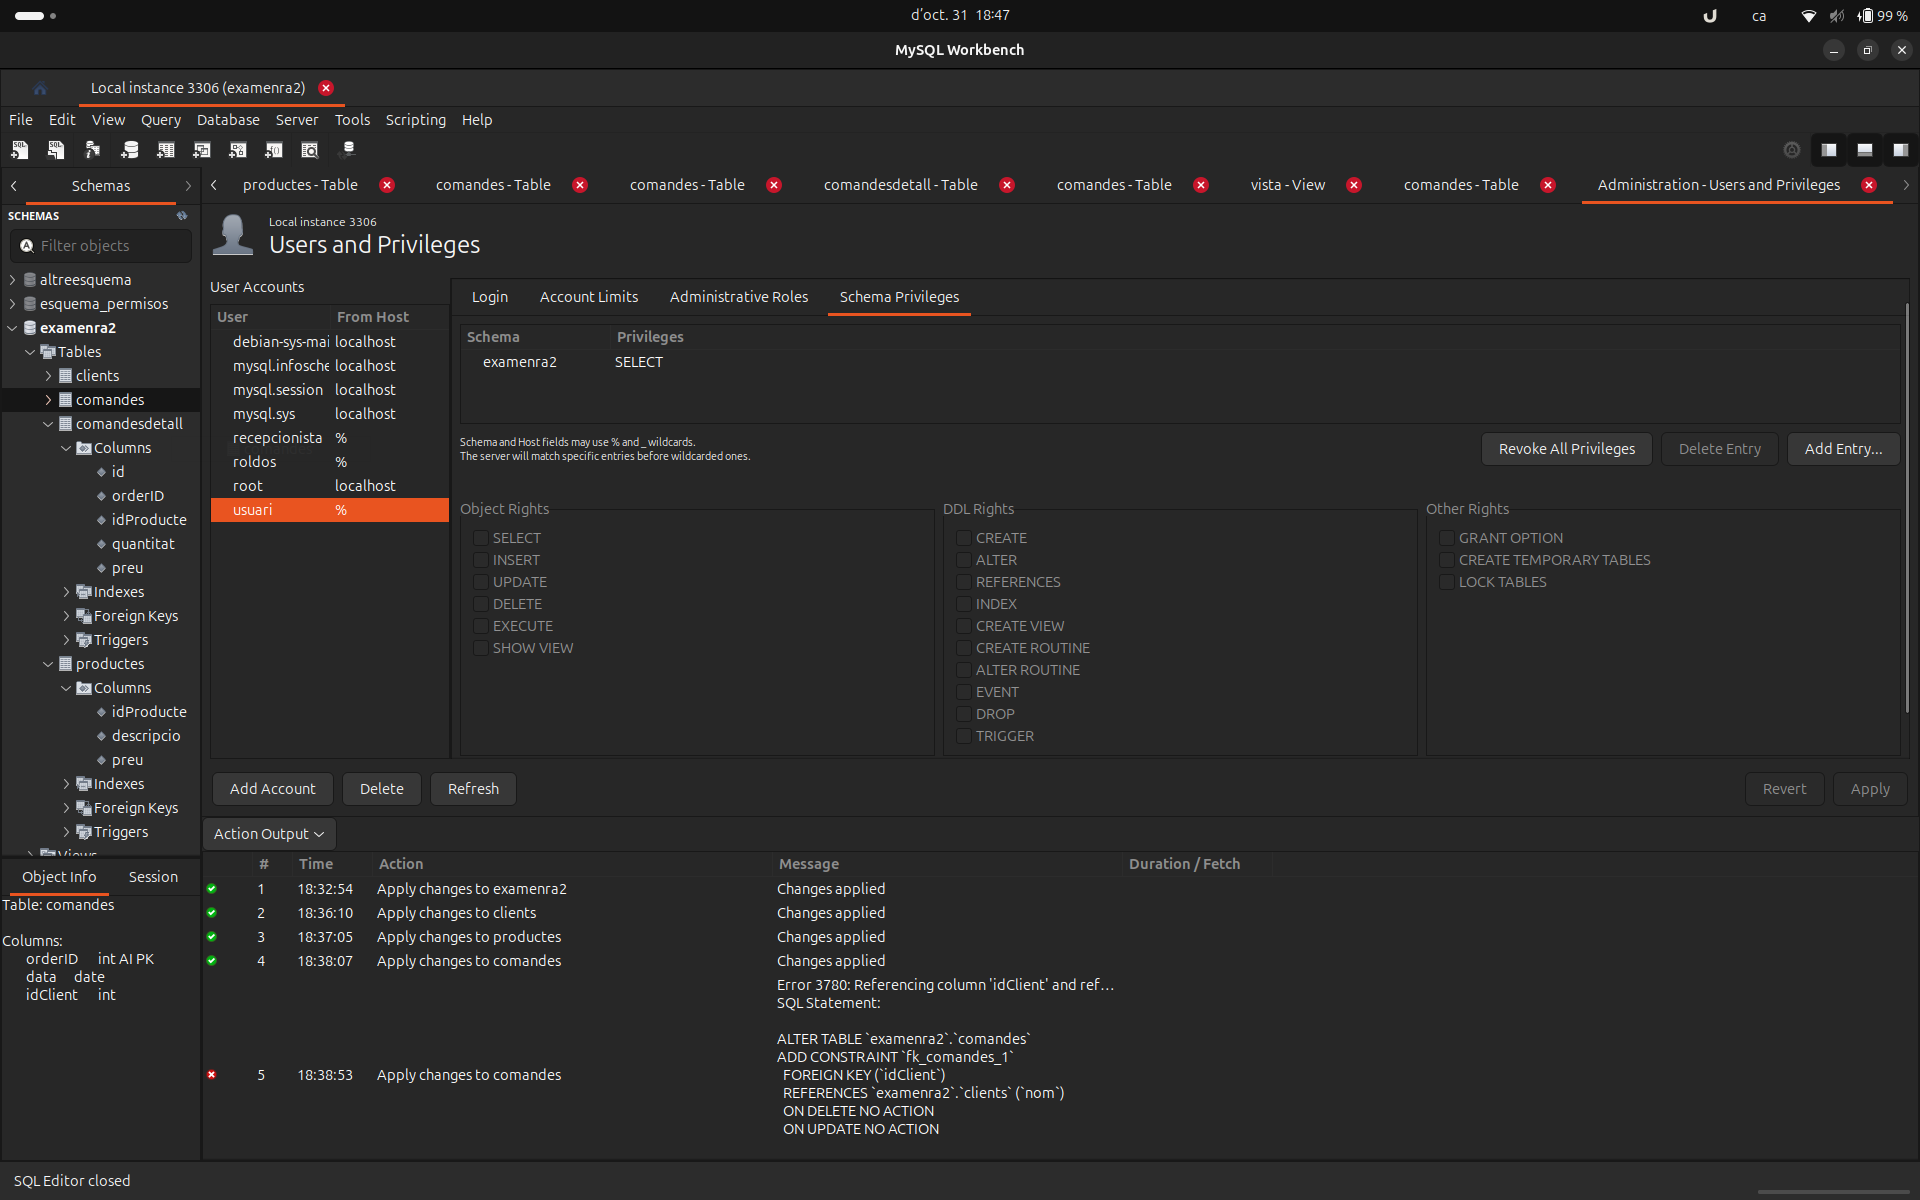 d'oct. 31 18:47
ca
99 %
MySQL Workbench
Local instance 3306 (examenra2)
File Edit View Query Database Server Tools Scripting Help
Schemas
productes - Table
comandes - Table
comandes - Table
comandesdetall - Table
comandes - Table
vista - View
comandes - Table
Administration - Users and Privileges
SCHEMAS
Filter objects
altreesquema
esquema_permisos
examenra2
Tables
clients
comandes
comandesdetall
Columns
id
orderID
idProducte
quantitat
preu
Indexes
Foreign Keys
Triggers
productes
Columns
idProducte
descripcio
preu
Indexes
Foreign Keys
Triggers
Views
Object Info Session
Table: comandes
Columns:
orderID int AI PK
data date
idClient int
Local instance 3306
Users and Privileges
User Accounts
User From Host
debian-sys-mai localhost
mysql.infosche localhost
mysql.session localhost
mysql.sys localhost
recepcionista %
roldos %
root localhost
usuari %
Login Account Limits Administrative Roles Schema Privileges
Schema Privileges
examenra2 SELECT
Schema and Host fields may use % and _ wildcards.
The server will match specific entries before wildcarded ones.
Revoke All Privileges Delete Entry Add Entry...
Object Rights
SELECT
INSERT
UPDATE
DELETE
EXECUTE
SHOW VIEW
DDL Rights
CREATE
ALTER
REFERENCES
INDEX
CREATE VIEW
CREATE ROUTINE
ALTER ROUTINE
EVENT
DROP
TRIGGER
Other Rights
GRANT OPTION
CREATE TEMPORARY TABLES
LOCK TABLES
Add Account Delete Refresh
Revert Apply
Action Output
# Time Action Message Duration / Fetch
1 18:32:54 Apply changes to examenra2 Changes applied
2 18:36:10 Apply changes to clients Changes applied
3 18:37:05 Apply changes to productes Changes applied
4 18:38:07 Apply changes to comandes Changes applied
5 18:38:53 Apply changes to comandes
Error 3780: Referencing column 'idClient' and ref…
SQL Statement:
ALTER TABLE `examenra2`.`comandes`
ADD CONSTRAINT `fk_comandes_1`
FOREIGN KEY (`idClient`)
REFERENCES `examenra2`.`clients` (`nom`)
ON DELETE NO ACTION
ON UPDATE NO ACTION
SQL Editor closed